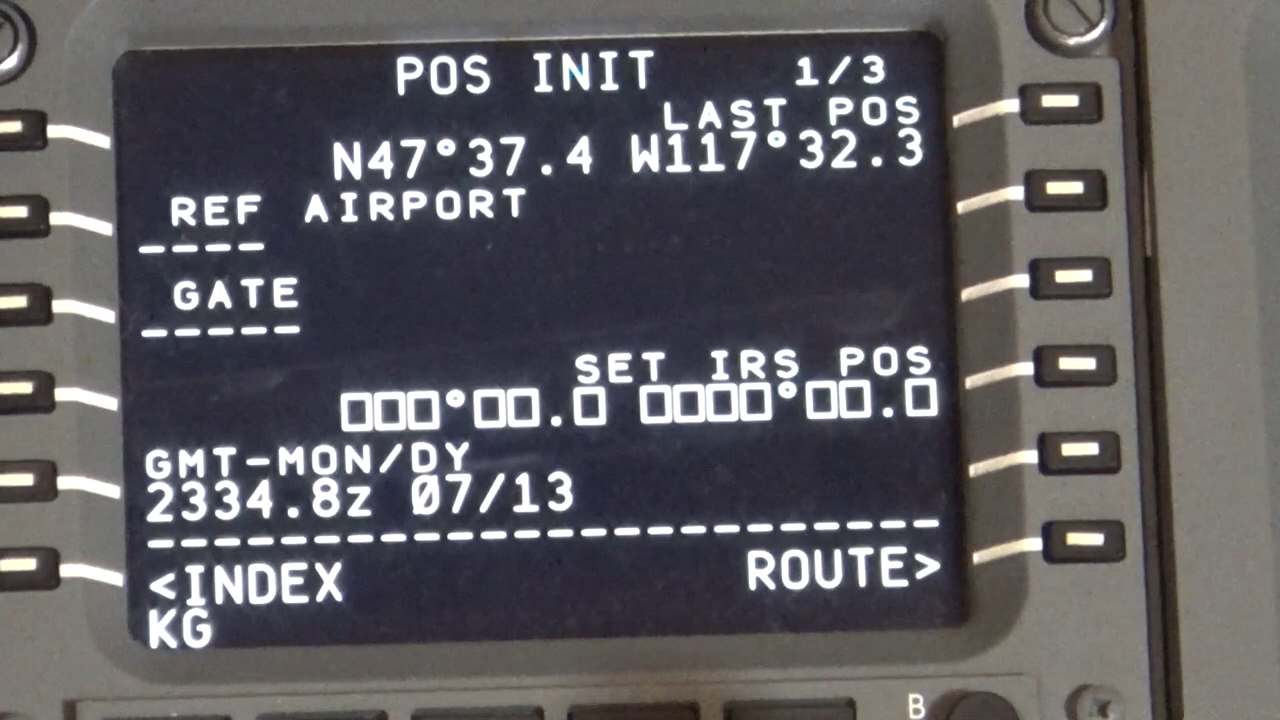 POS INIT 1/3
LAST POS
N47°37.4 W117°32.3
REF AIRPORT
----
GATE
-----
SET IRS POS
□□□°□□.□ □□□□°□□.□
GMT-MON/DY
2334.8z 07/13
--------------------------------
<INDEX ROUTE>
KG
B